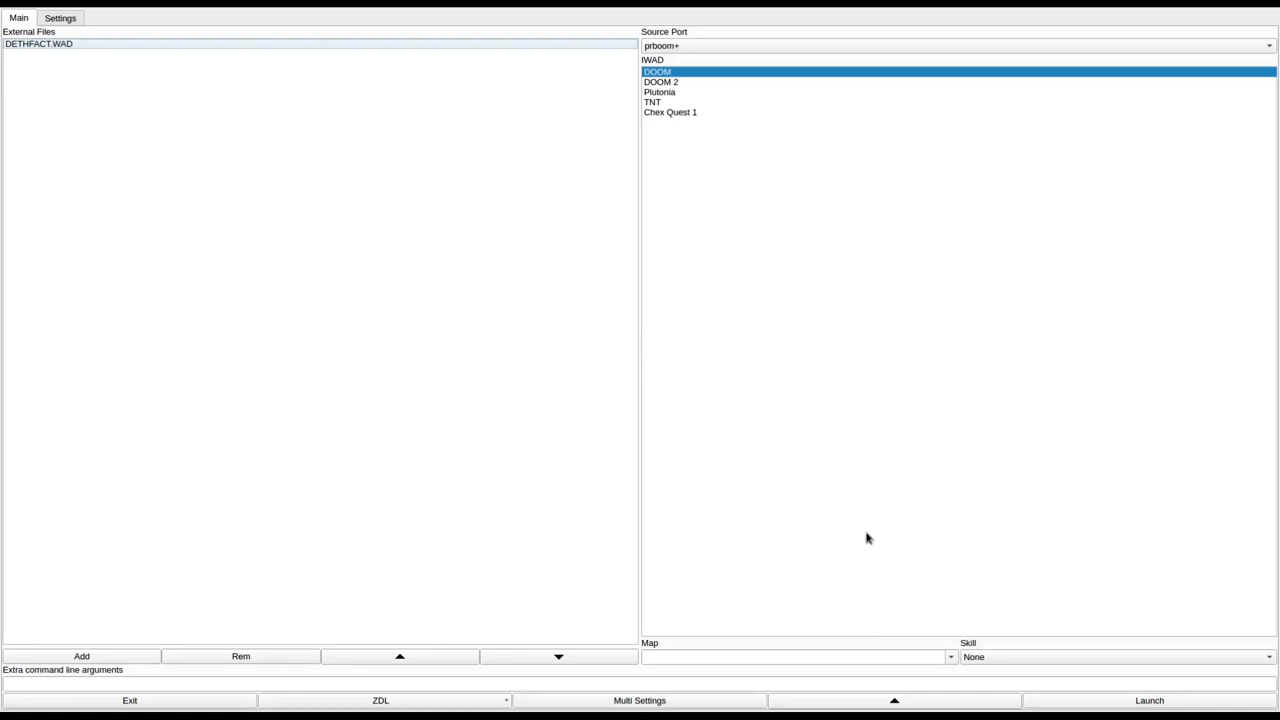 Main Settings
External Files
DETHFACT.WAD
Source Port
prboom+
IWAD
DOOM
DOOM 2
Plutonia
TNT
Chex Quest 1
Map Skill
None
Add Rem
Extra command line arguments
Exit ZDL Multi Settings Launch